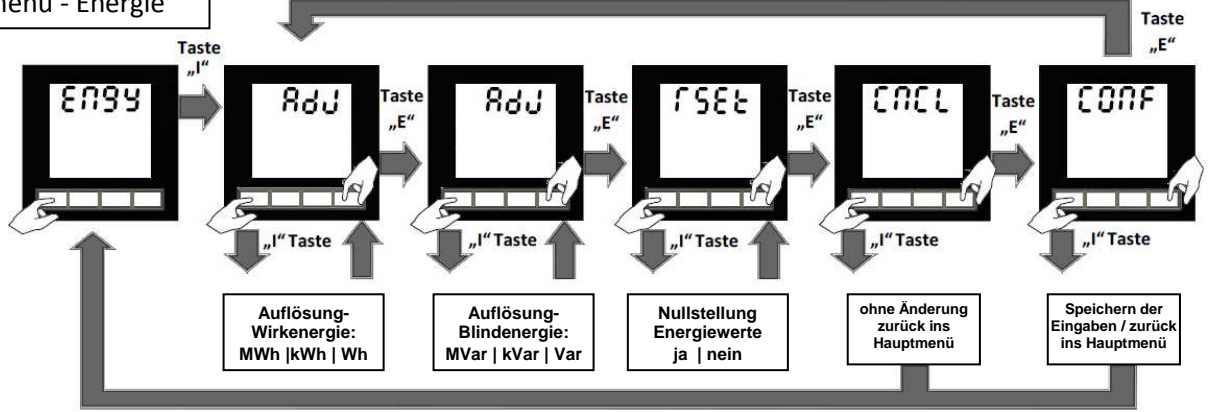 menü - Energie
Taste
„E“
Taste
„I“
EngY
AdJ
AdJ
rSEt
CnCL
ConF
Taste
„E“
Taste
„E“
Taste
„E“
Taste
„E“
„I“ Taste
„I“ Taste
„I“ Taste
„I“ Taste
„I“ Taste
Auflösung-
Wirkenergie:
MWh |kWh | Wh
Auflösung-
Blindenergie:
MVar | kVar | Var
Nullstellung
Energiewerte
ja | nein
ohne Änderung
zurück ins
Hauptmenü
Speichern der
Eingaben / zurück
ins Hauptmenü